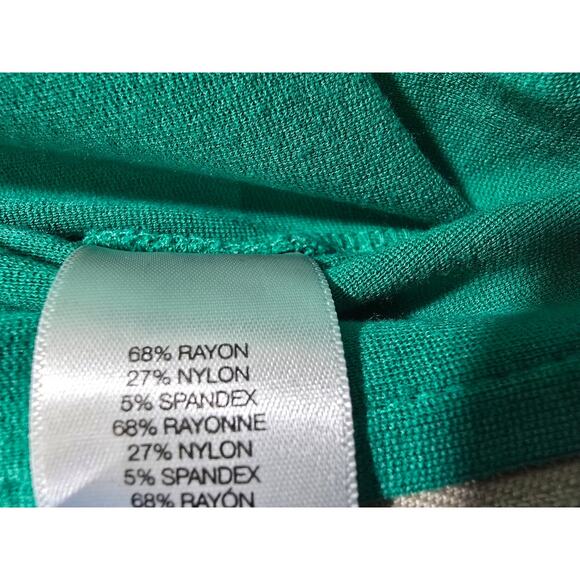 68% RAYON
27% NYLON
5% SPANDEX
68% RAYONNE
27% NYLON
5% SPANDEX
68% RAYÓN